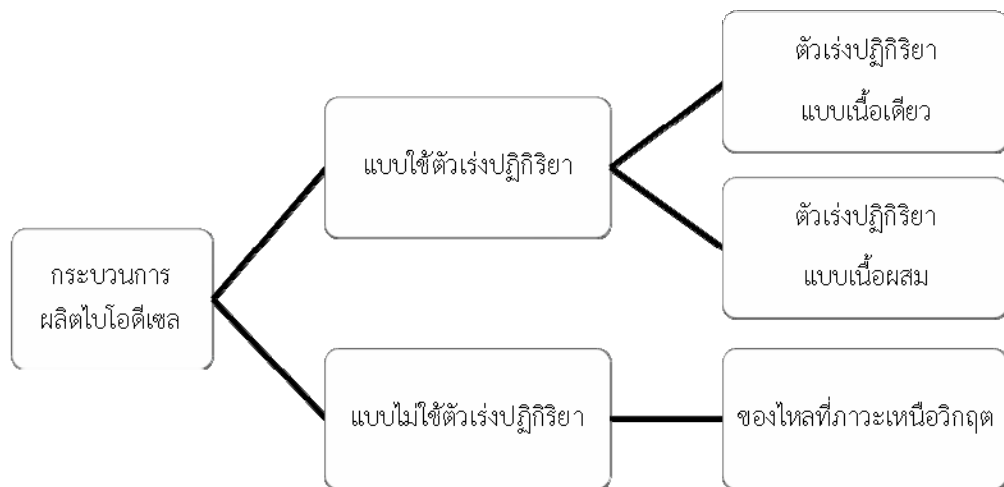 กระบวนการ
ผลิตไบโอดีเซล
แบบใช้ตัวเร่งปฏิกิริยา
ตัวเร่งปฏิกิริยา
แบบเนื้อเดียว
ตัวเร่งปฏิกิริยา
แบบเนื้อผสม
แบบไม่ใช้ตัวเร่งปฏิกิริยา
ของไหลที่ภาวะเหนือวิกฤต